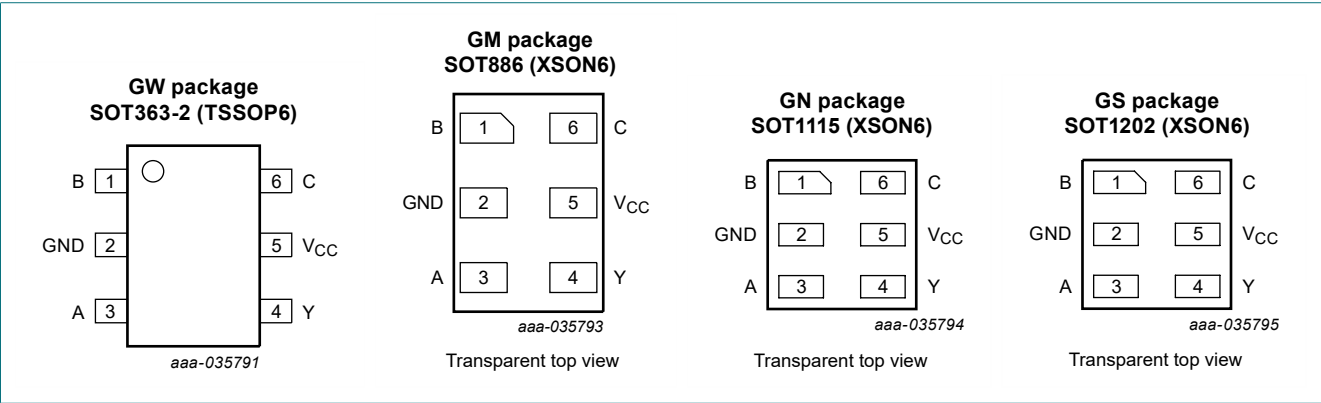 GW package
SOT363-2 (TSSOP6)
B 1 6 C
GND 2 5 VCC
A 3 4 Y
aaa-035791
GM package
SOT886 (XSON6)
B 1 6 C
GND 2 5 VCC
A 3 4 Y
aaa-035793
Transparent top view
GN package
SOT1115 (XSON6)
B 1 6 C
GND 2 5 VCC
A 3 4 Y
aaa-035794
Transparent top view
GS package
SOT1202 (XSON6)
B 1 6 C
GND 2 5 VCC
A 3 4 Y
aaa-035795
Transparent top view